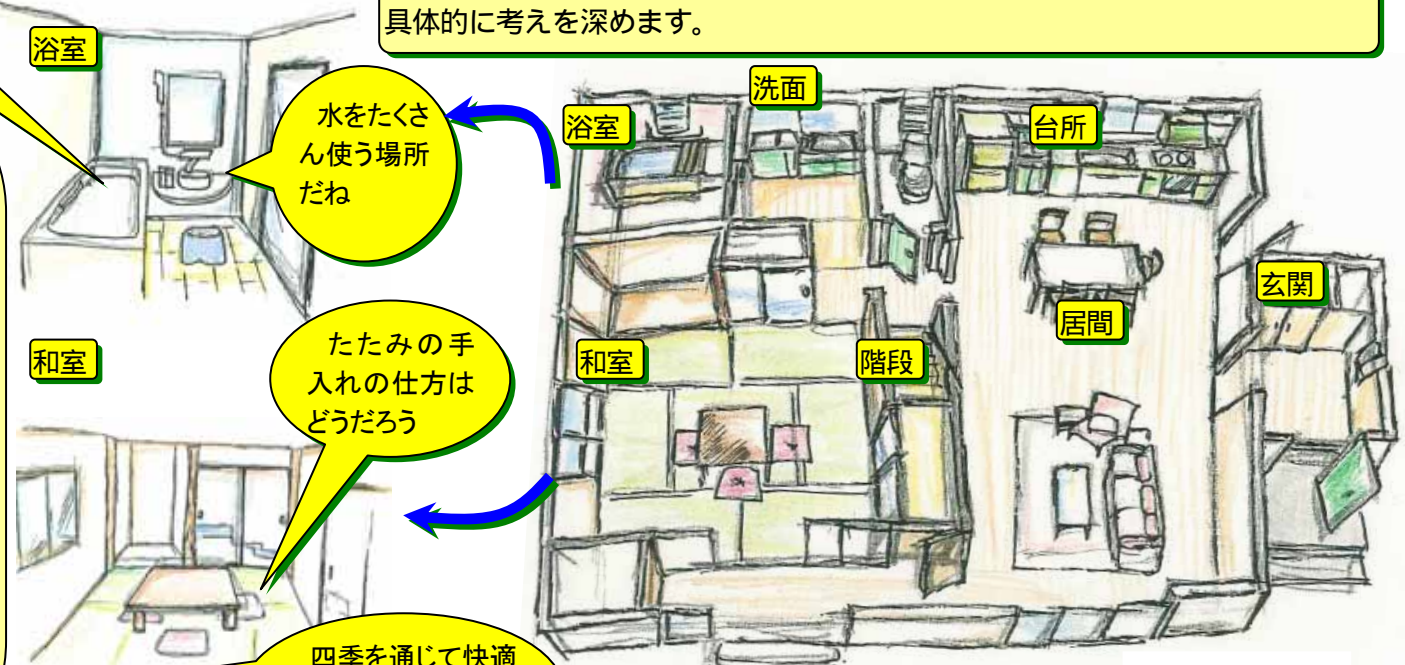 具体的に考えを深めます。
浴室
水をたくさ
ん使う場所
だね
和室
たたみの手
入れの仕方は
どうだろう
四季を通じて快適
浴室
洗面
台所
居間
玄関
和室
階段